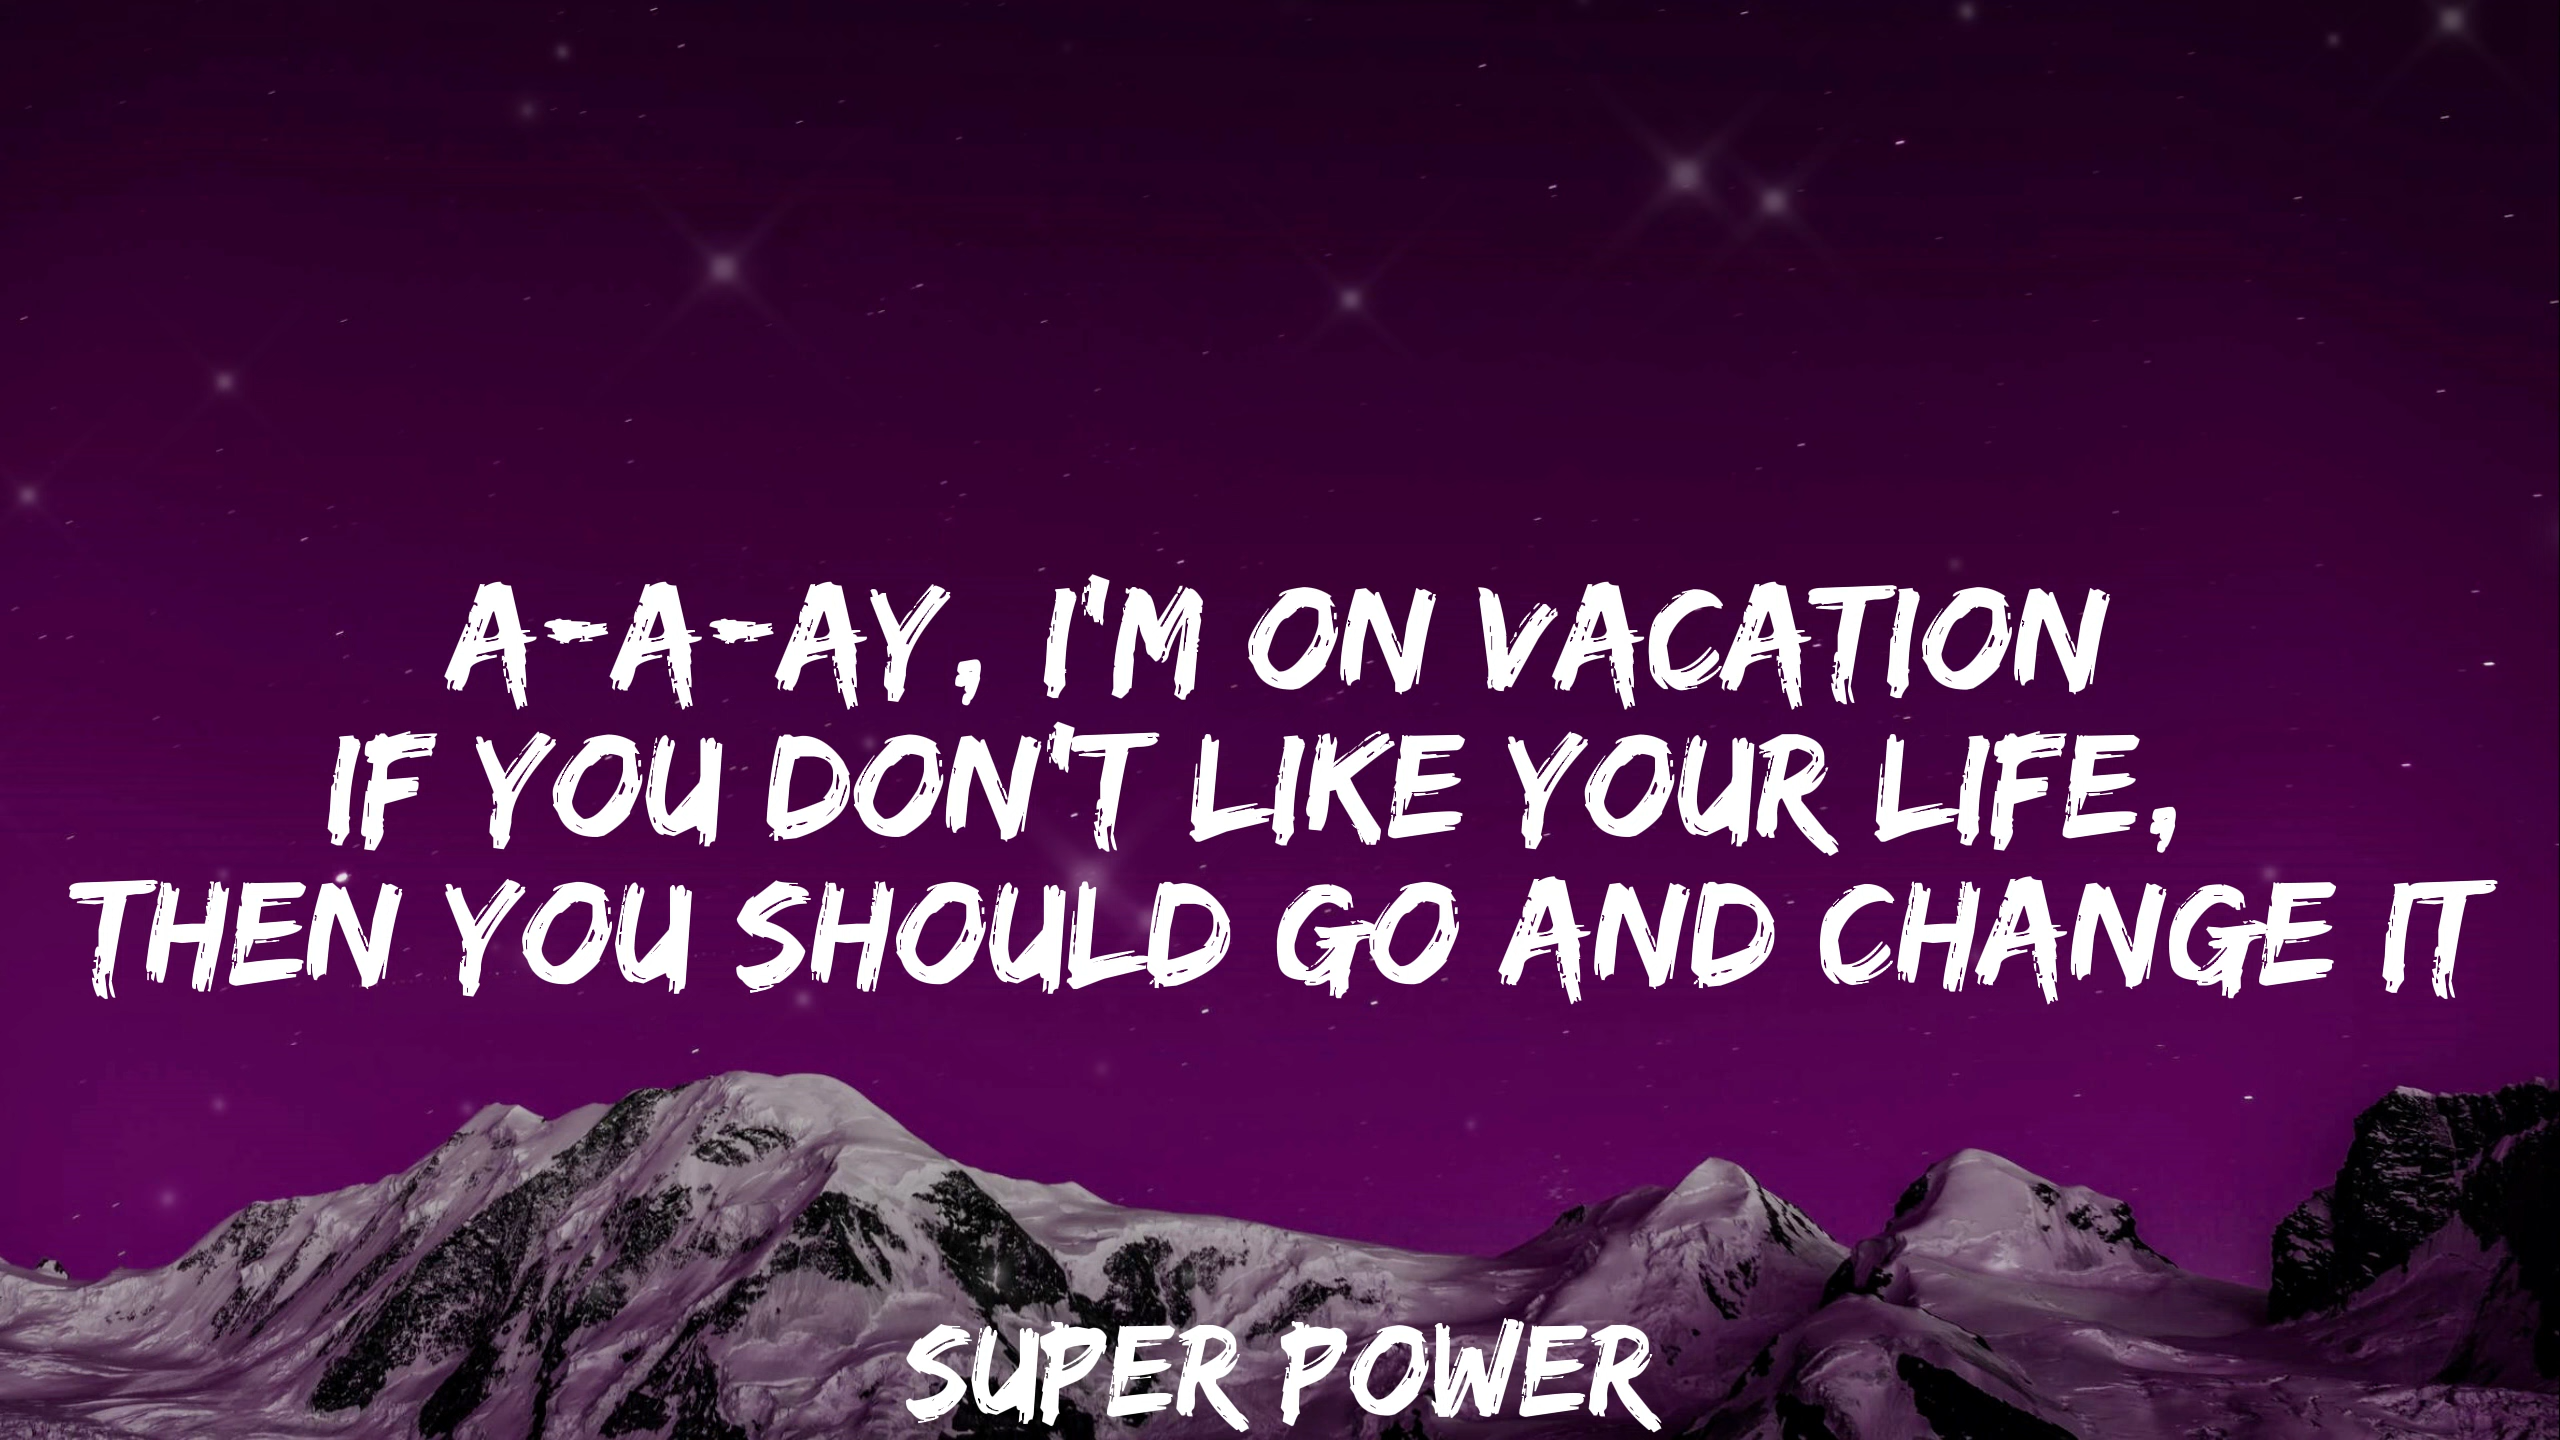 A-A-AY, I'M ON VACATION
IF YOU DON'T LIKE YOUR LIFE,
THEN YOU SHOULD GO AND CHANGE IT
SUPER POWER